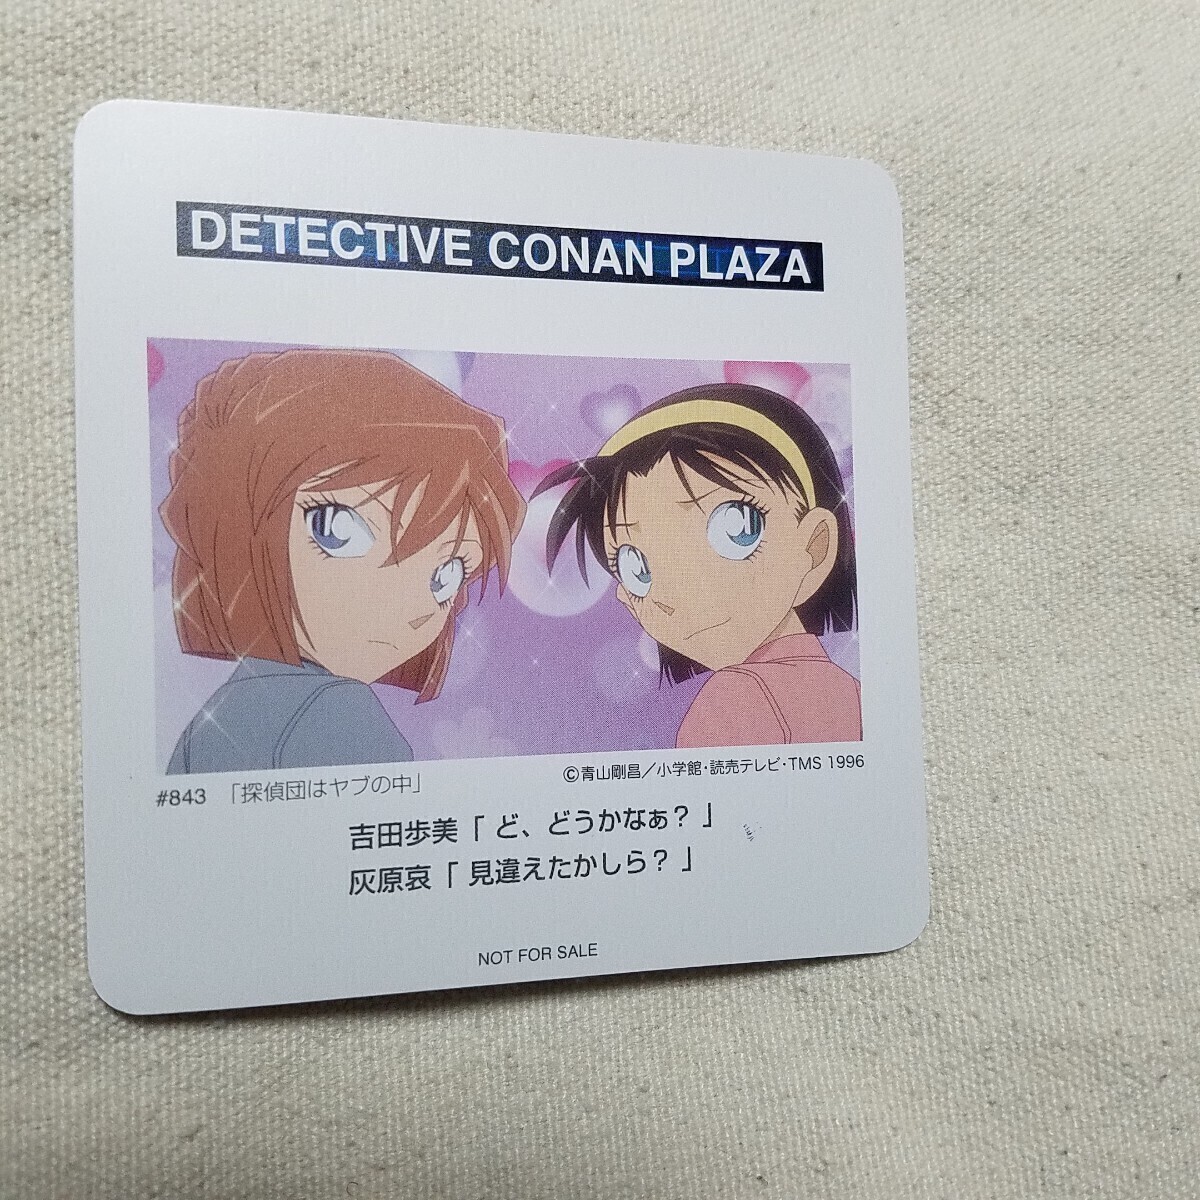 DETECTIVE CONAN PLAZA
#843 「探偵団はヤブの中」
©青山剛昌／小学館・読売テレビ・TMS 1996
吉田歩美「 ど、どうかなぁ？ 」
灰原哀「 見違えたかしら？ 」
NOT FOR SALE